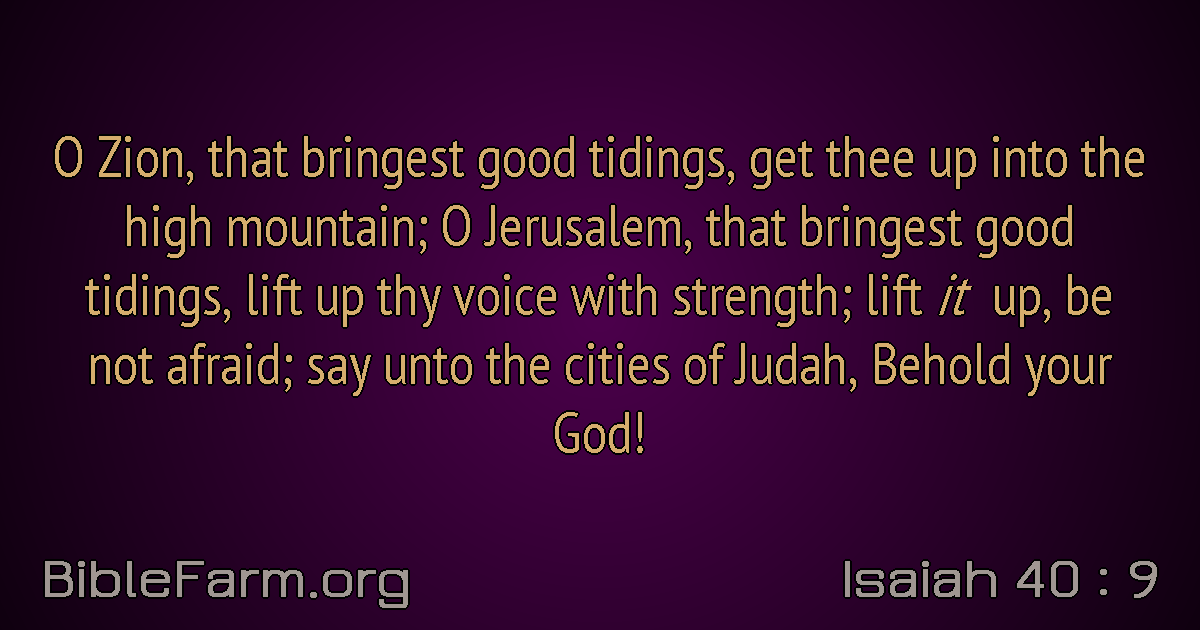 O Zion, that bringest good tidings, get thee up into the
high mountain; O Jerusalem, that bringest good
tidings, lift up thy voice with strength; lift it up, be
not afraid; say unto the cities of Judah, Behold your
God!
BibleFarm.org
Isaiah 40 : 9